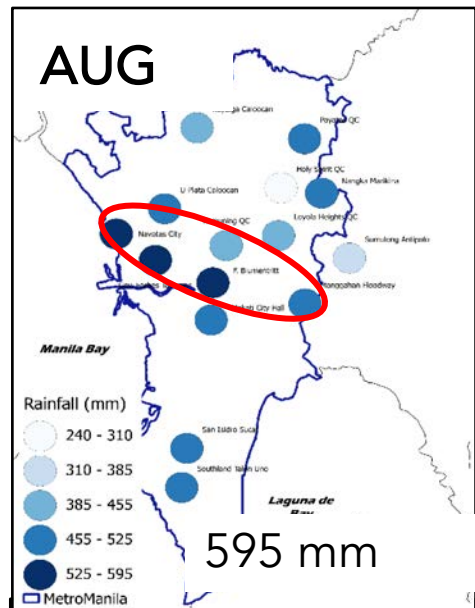 AUG
Payatas QC
Holy Spirit QC
Nangka Marikina
U Plata Caloocan
Loyola Heights QC
Navotas City
Sumulong Antipolo
F. Blumentritt
City Hall
Manila Bay
Rainfall (mm)
240 - 310
310 - 385
385 - 455
455 - 525
525 - 595
MetroManila
San Isidro Sucat
Southland Talon Uno
Laguna de
595 mm